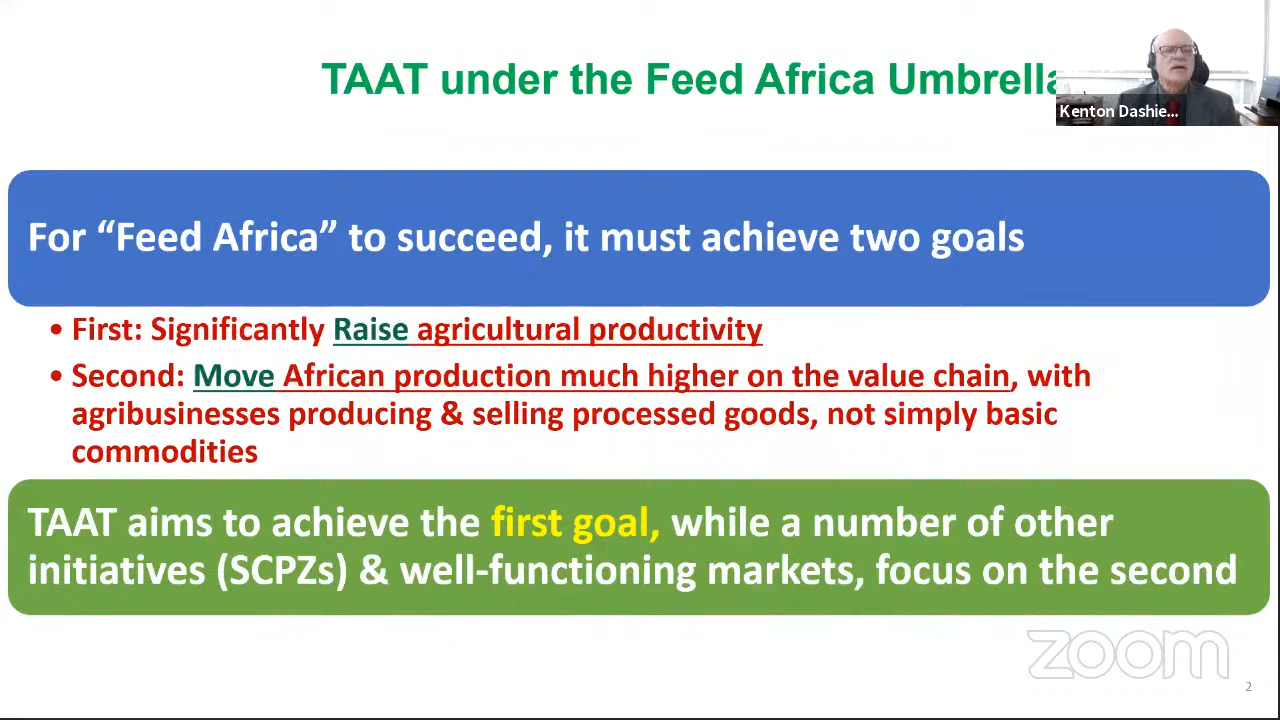 TAAT under the Feed Africa Umbrella
Kenton Dashie...
For “Feed Africa” to succeed, it must achieve two goals
• First: Significantly Raise agricultural productivity
• Second: Move African production much higher on the value chain, with
agribusinesses producing & selling processed goods, not simply basic
commodities
TAAT aims to achieve the first goal, while a number of other
initiatives (SCPZs) & well-functioning markets, focus on the second
zoom
2